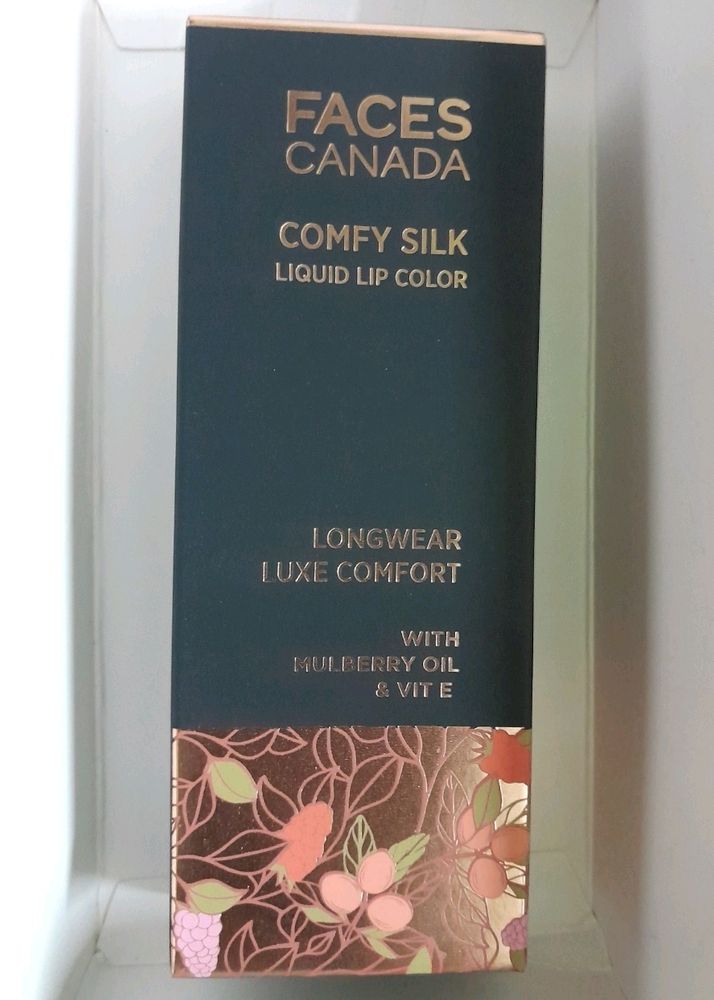 FACES
CANADA
COMFY SILK
LIQUID LIP COLOR
LONGWEAR
LUXE COMFORT
WITH
MULBERRY OIL
& VIT E